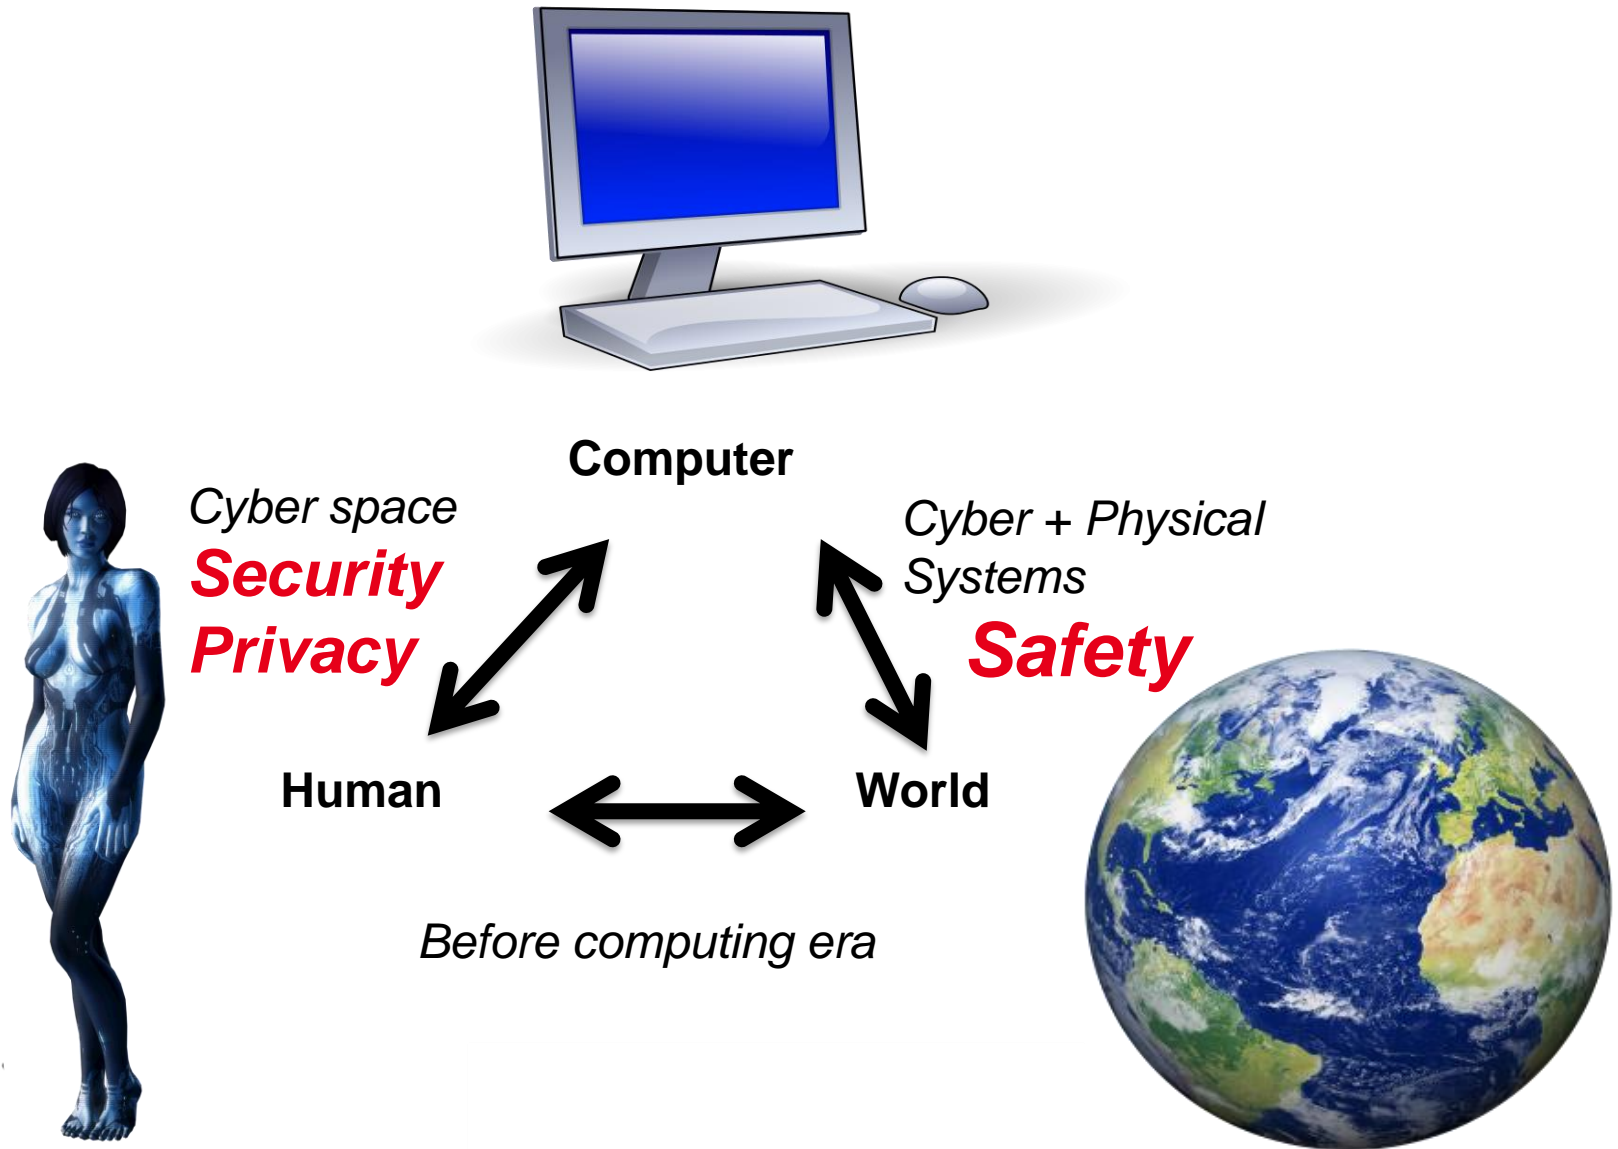 Computer
Cyber space
Security
Privacy
Cyber + Physical
Systems
Safety
Human
World
Before computing era